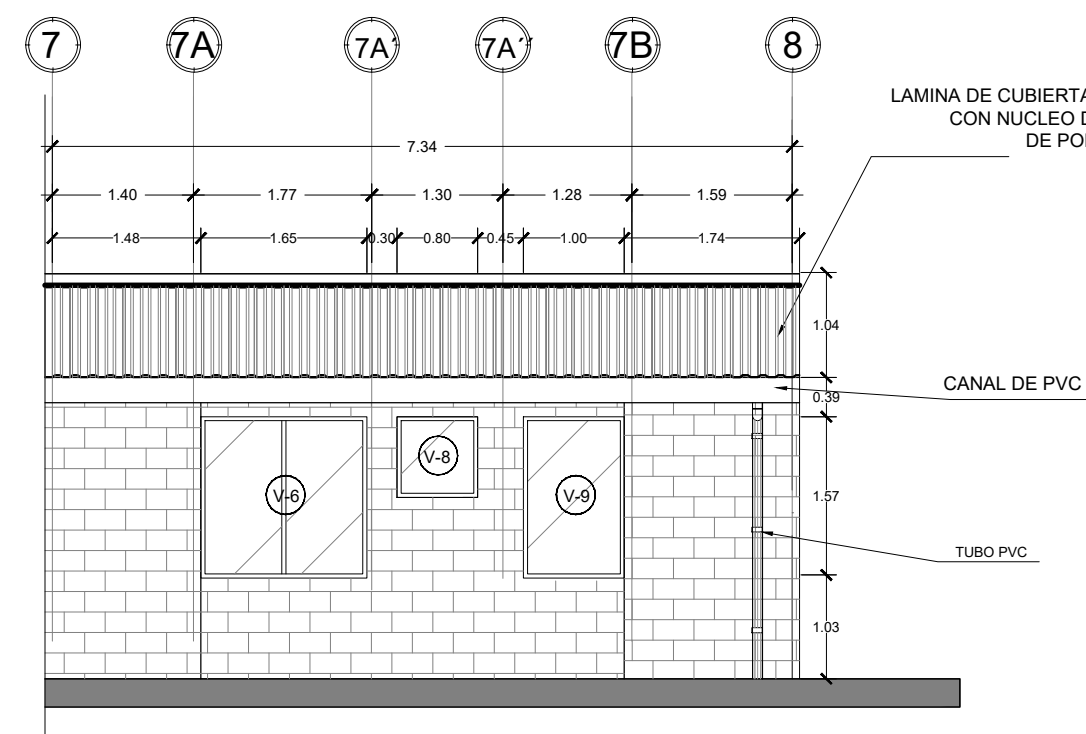 7 7A 7A´ 7A´´ 7B 8
LAMINA DE CUBIERTA
CON NUCLEO
7.34
1.40 1.77 1.30 1.28 1.59
1.48 1.65 0.30 0.80 0.45 1.00 1.74
1.04
CANAL DE PVC
0.39
V-8
V-6 V-9
1.57
TUBO PVC
1.03